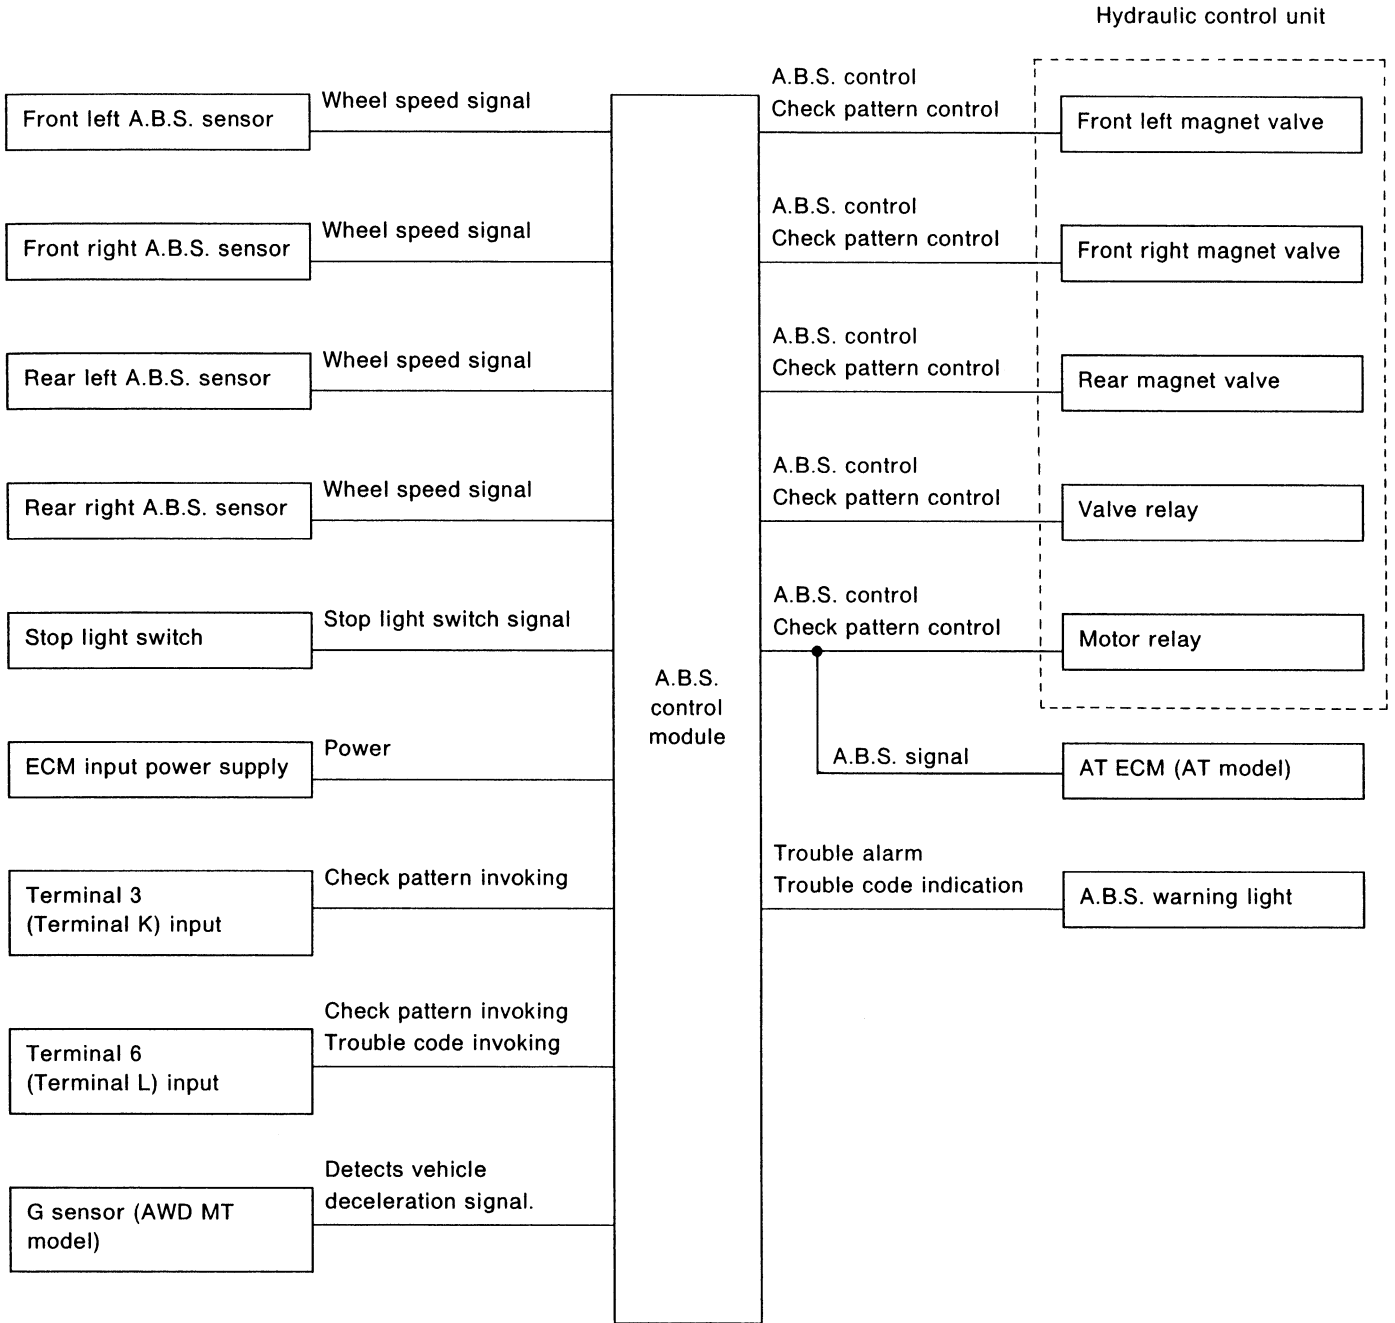 Hydraulic control unit
Front left A.B.S. sensor
Wheel speed signal
A.B.S. control
Check pattern control
Front left magnet valve
Front right A.B.S. sensor
Wheel speed signal
A.B.S. control
Check pattern control
Front right magnet valve
Rear left A.B.S. sensor
Wheel speed signal
A.B.S. control
Check pattern control
Rear magnet valve
Rear right A.B.S. sensor
Wheel speed signal
A.B.S. control
Check pattern control
Valve relay
Stop light switch
Stop light switch signal
A.B.S. control
Check pattern control
Motor relay
A.B.S.
control
module
ECM input power supply
Power
A.B.S. signal
AT ECM (AT model)
Terminal 3
(Terminal K) input
Check pattern invoking
Trouble alarm
Trouble code indication
A.B.S. warning light
Terminal 6
(Terminal L) input
Check pattern invoking
Trouble code invoking
G sensor (AWD MT
model)
Detects vehicle
deceleration signal.